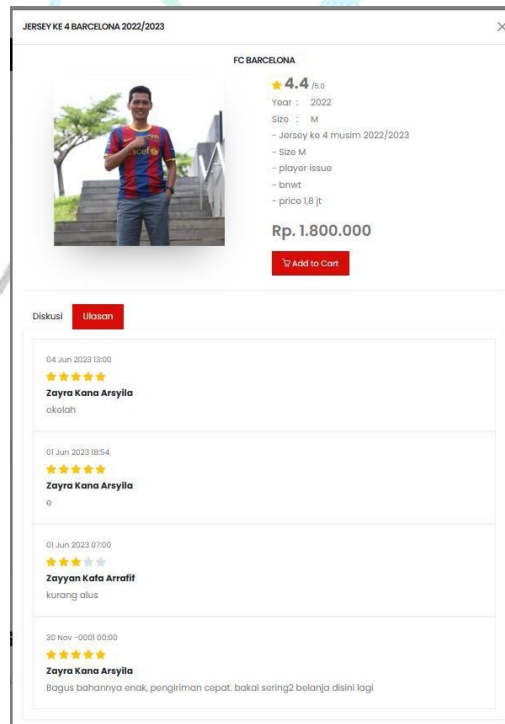 JERSEY KE 4 BARCELONA 2022/2023
FC BARCELONA
4.4 /5.0
Year : 2022
Size : M
- Jersey ke 4 musim 2022/2023
- Size M
- player issue
- bnwt
- price 1,8 jt
Rp. 1.800.000
Add to Cart
unicef
Diskusi Ulasan
04 Jun 2023 13:00
Zayra Kana Arsyila
okelah
01 Jun 2023 18:54
Zayra Kana Arsyila
e
01 Jun 2023 07:00
Zayyan Kafa Arrafif
kurang alus
30 Nov -0001 00:00
Zayra Kana Arsyila
Bagus bahannya enak, pengiriman cepat. bakal sering2 belanja disini lagi